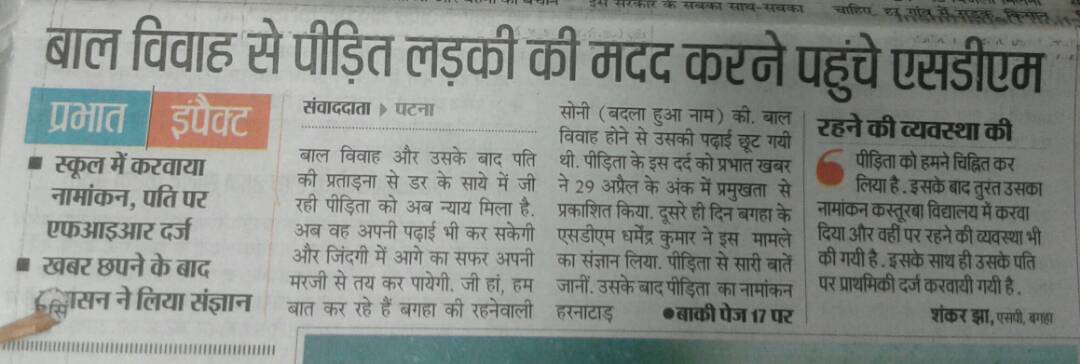 बाल विवाह से पीड़ित लड़की की मदद करने पहुंचे एसडीएम
प्रभात इंपैक्ट
■ स्कूल में करवाया
नामांकन, पति पर
एफआइआर दर्ज
■ खबर छपने के बाद
ासन ने लिया संज्ञान
संवाददाता ▶ पटना
बाल विवाह और उसके बाद पति
की प्रताड़ना से डर के साये में जी
रही पीड़िता को अब न्याय मिला है.
अब वह अपनी पढ़ाई भी कर सकेगी
और जिंदगी में आगे का सफर अपनी
मरजी से तय कर पायेगी. जी हां, हम
बात कर रहे हैं बगहा की रहनेवाली
सोनी (बदला हुआ नाम) की. बाल
विवाह होने से उसकी पढ़ाई छूट गयी
थी. पीड़िता के इस दर्द को प्रभात खबर
ने 29 अप्रैल के अंक में प्रमुखता से
प्रकाशित किया. दूसरे ही दिन बगहा के
एसडीएम धर्मेंद्र कुमार ने इस मामले
का संज्ञान लिया. पीड़िता से सारी बातें
जानीं. उसके बाद पीड़िता का नामांकन
हरनाटाड़ ●बाकी पेज 17 पर
रहने की व्यवस्था की
पीड़िता को हमने चिह्नित कर
लिया है. इसके बाद तुरंत उसका
नामांकन कस्तूरबा विद्यालय में करवा
दिया और वहीं पर रहने की व्यवस्था भी
की गयी है. इसके साथ ही उसके पति
पर प्राथमिकी दर्ज करवायी गयी है.
शंकर झा, एसपी, बगहा